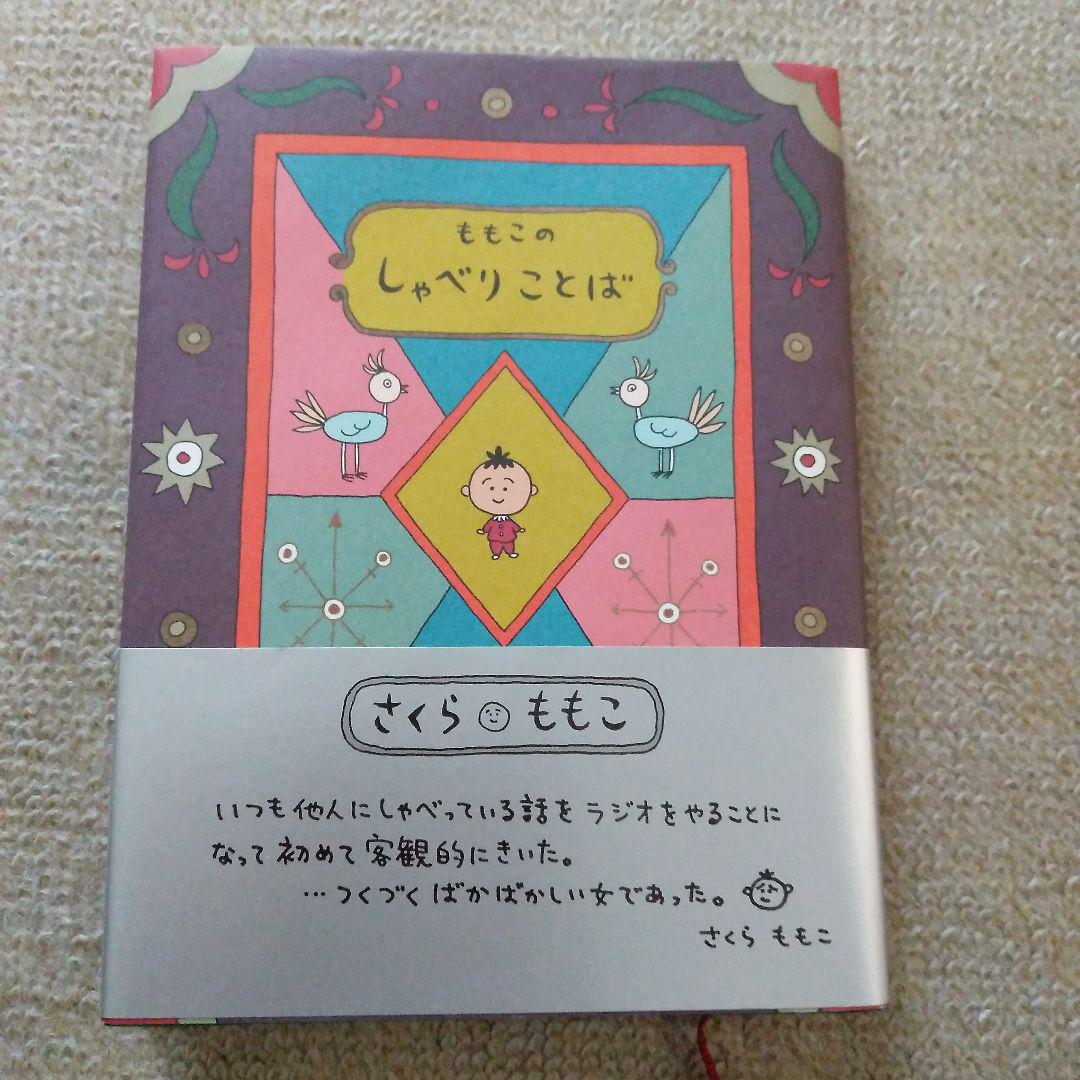 ももこの
しゃべりことば
さくら ももこ
いつも他人にしゃべっている話をラジオをやることに
なって初めて客観的にきいた。
…つくづくばかばかしい女であった。
さくら ももこ